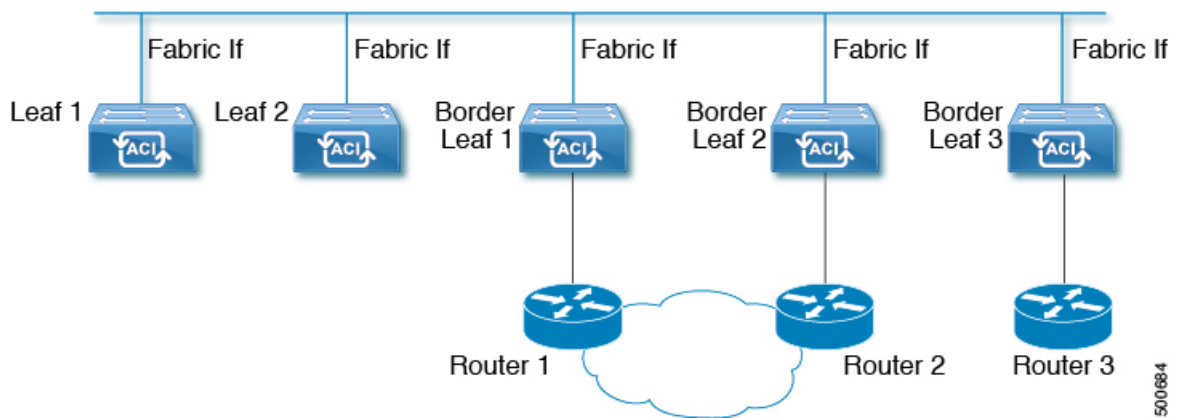 Fabric If
Fabric If
Fabric If
Fabric If
Fabric If
Leaf 1
Leaf 2
Border
Leaf 1
Border
Leaf 2
Border
Leaf 3
ACI
ACI
ACI
ACI
ACI
Router 1
Router 2
Router 3
500684